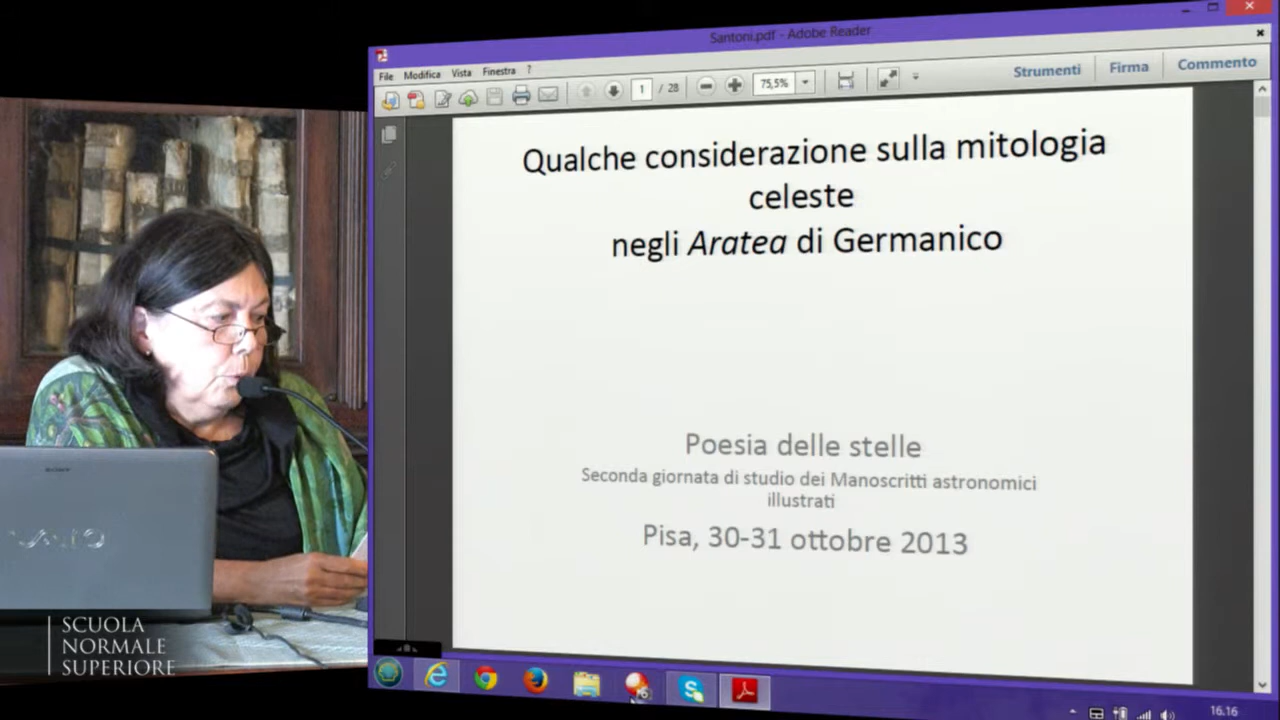 Santoni.pdf - Adobe Reader
File Modifica Vista Finestra ?
1 / 28
75,5%
Strumenti Firma Commento
Qualche considerazione sulla mitologia
celeste
negli Aratea di Germanico
Poesia delle stelle
Seconda giornata di studio dei Manoscritti astronomici
illustrati
Pisa, 30-31 ottobre 2013
SONY
VAIO
SCUOLA
NORMALE
SUPERIORE
16.16